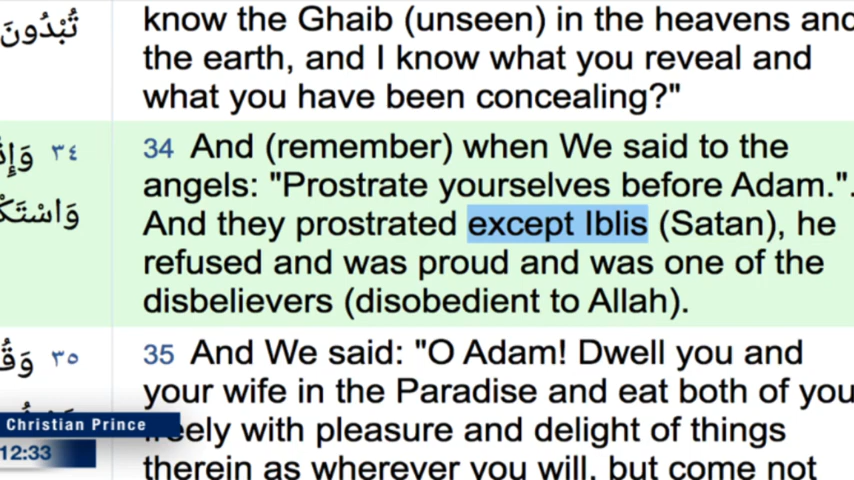 تُبْدُونَ
know the Ghaib (unseen) in the heavens and
the earth, and I know what you reveal and
what you have been concealing?"
٣٤
34 And (remember) when We said to the
angels: "Prostrate yourselves before Adam.".
And they prostrated except Iblis (Satan), he
refused and was proud and was one of the
disbelievers (disobedient to Allah).
٣٥
35 And We said: "O Adam! Dwell you and
your wife in the Paradise and eat both of you
freely with pleasure and delight of things
therein as wherever you will, but come not
Christian Prince
12:33